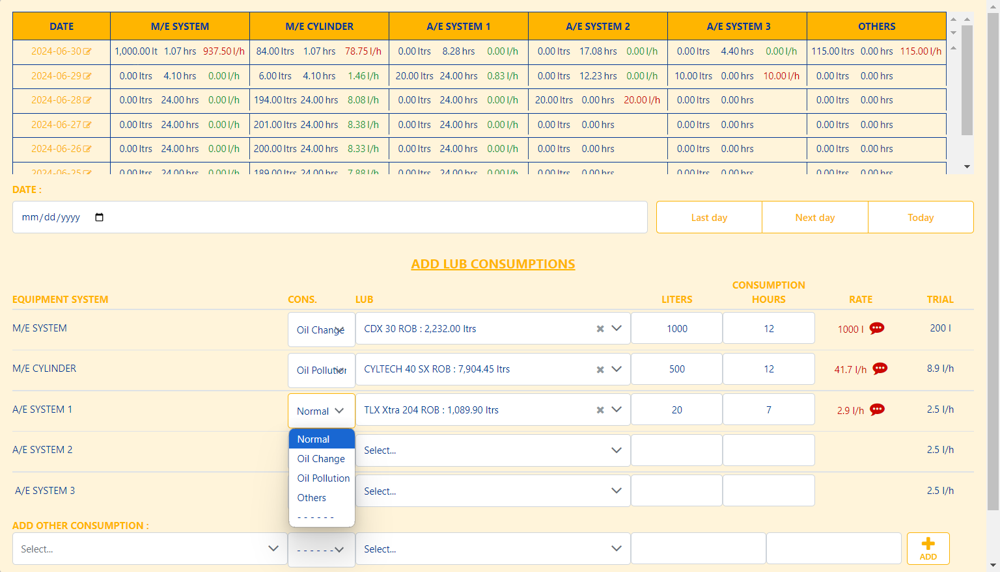 DATE M/E SYSTEM M/E CYLINDER A/E SYSTEM 1 A/E SYSTEM 2 A/E SYSTEM 3 OTHERS
2024-06-30 1,000.00 lt 1.07 hrs 937.50 l/h 84.00 ltrs 1.07 hrs 78.75 l/h 0.00 ltrs 8.28 hrs 0.00 l/h 0.00 ltrs 17.08 hrs 0.00 l/h 0.00 ltrs 4.40 hrs 0.00 l/h 115.00 ltrs 0.00 hrs 115.00 l/h
2024-06-29 0.00 ltrs 4.10 hrs 0.00 l/h 6.00 ltrs 4.10 hrs 1.46 l/h 20.00 ltrs 24.00 hrs 0.83 l/h 0.00 ltrs 12.23 hrs 0.00 l/h 10.00 ltrs 0.00 hrs 10.00 l/h 0.00 ltrs 0.00 hrs
2024-06-28 0.00 ltrs 24.00 hrs 0.00 l/h 194.00 ltrs 24.00 hrs 8.08 l/h 0.00 ltrs 24.00 hrs 0.00 l/h 20.00 ltrs 0.00 hrs 20.00 l/h 0.00 ltrs 0.00 hrs 0.00 ltrs 0.00 hrs
2024-06-27 0.00 ltrs 24.00 hrs 0.00 l/h 201.00 ltrs 24.00 hrs 8.38 l/h 0.00 ltrs 24.00 hrs 0.00 l/h 0.00 ltrs 0.00 hrs 0.00 ltrs 0.00 hrs 0.00 ltrs 0.00 hrs
2024-06-26 0.00 ltrs 24.00 hrs 0.00 l/h 200.00 ltrs 24.00 hrs 8.33 l/h 0.00 ltrs 24.00 hrs 0.00 l/h 0.00 ltrs 0.00 hrs 0.00 ltrs 0.00 hrs 0.00 ltrs 0.00 hrs
2024-06-25 0.00 ltrs 24.00 hrs 0.00 l/h 189.00 ltrs 24.00 hrs 7.88 l/h 0.00 ltrs 24.00 hrs 0.00 l/h 0.00 ltrs 0.00 hrs 0.00 ltrs 0.00 hrs 0.00 ltrs 0.00 hrs
DATE :
mm/dd/yyyy Last day Next day Today
ADD LUB CONSUMPTIONS
EQUIPMENT SYSTEM CONS. LUB LITERS CONSUMPTION HOURS RATE TRIAL
M/E SYSTEM Oil Change CDX 30 ROB : 2,232.00 ltrs 1000 12 1000 l 200 l
M/E CYLINDER Oil Pollution CYLTECH 40 SX ROB : 7,904.45 ltrs 500 12 41.7 l/h 8.9 l/h
A/E SYSTEM 1 Normal TLX Xtra 204 ROB : 1,089.90 ltrs 20 7 2.9 l/h 2.5 l/h
Normal
Oil Change
Oil Pollution
Others
- - - - - -
A/E SYSTEM 2 Select... 2.5 l/h
A/E SYSTEM 3 Select... 2.5 l/h
ADD OTHER CONSUMPTION :
Select... - - - - - - Select... ADD